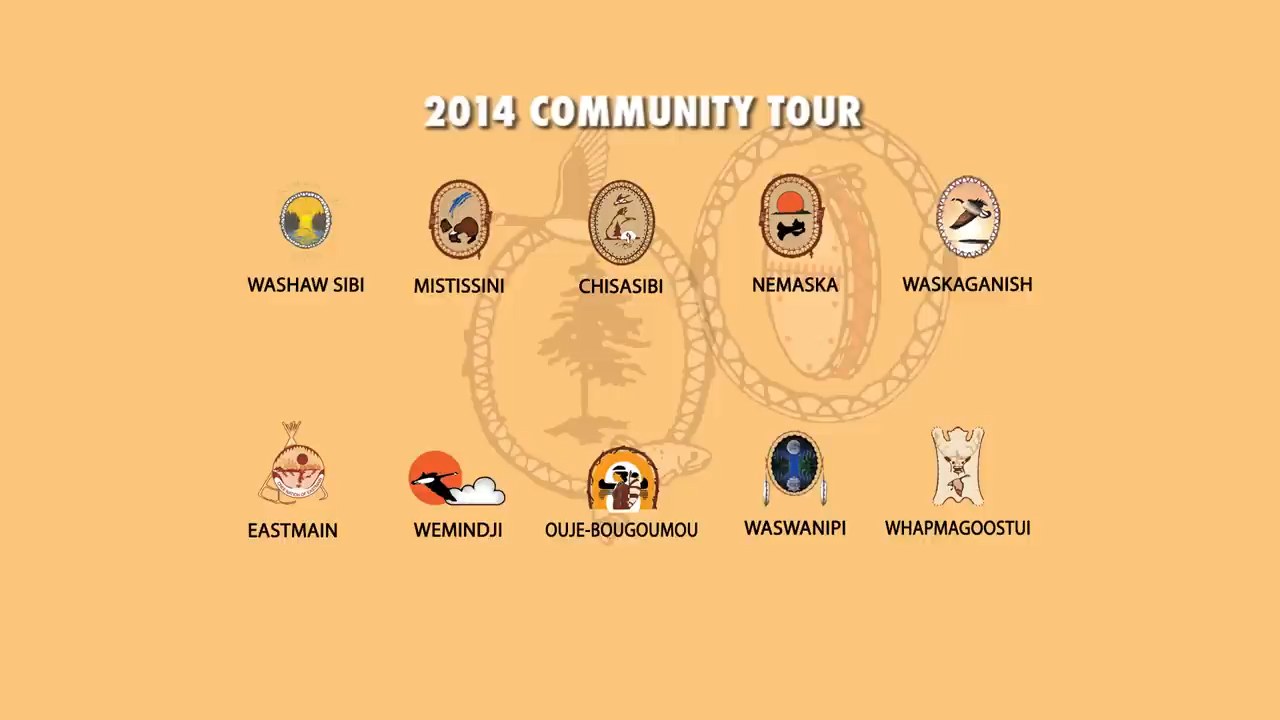 2014 COMMUNITY TOUR
WASHAW SIBI
MISTISSINI
CHISASIBI
NEMASKA
WASKAGANISH
EASTMAIN
WEMINDJI
OUJE-BOUGOUMOU
WASWANIPI
WHAPMAGOOSTUI